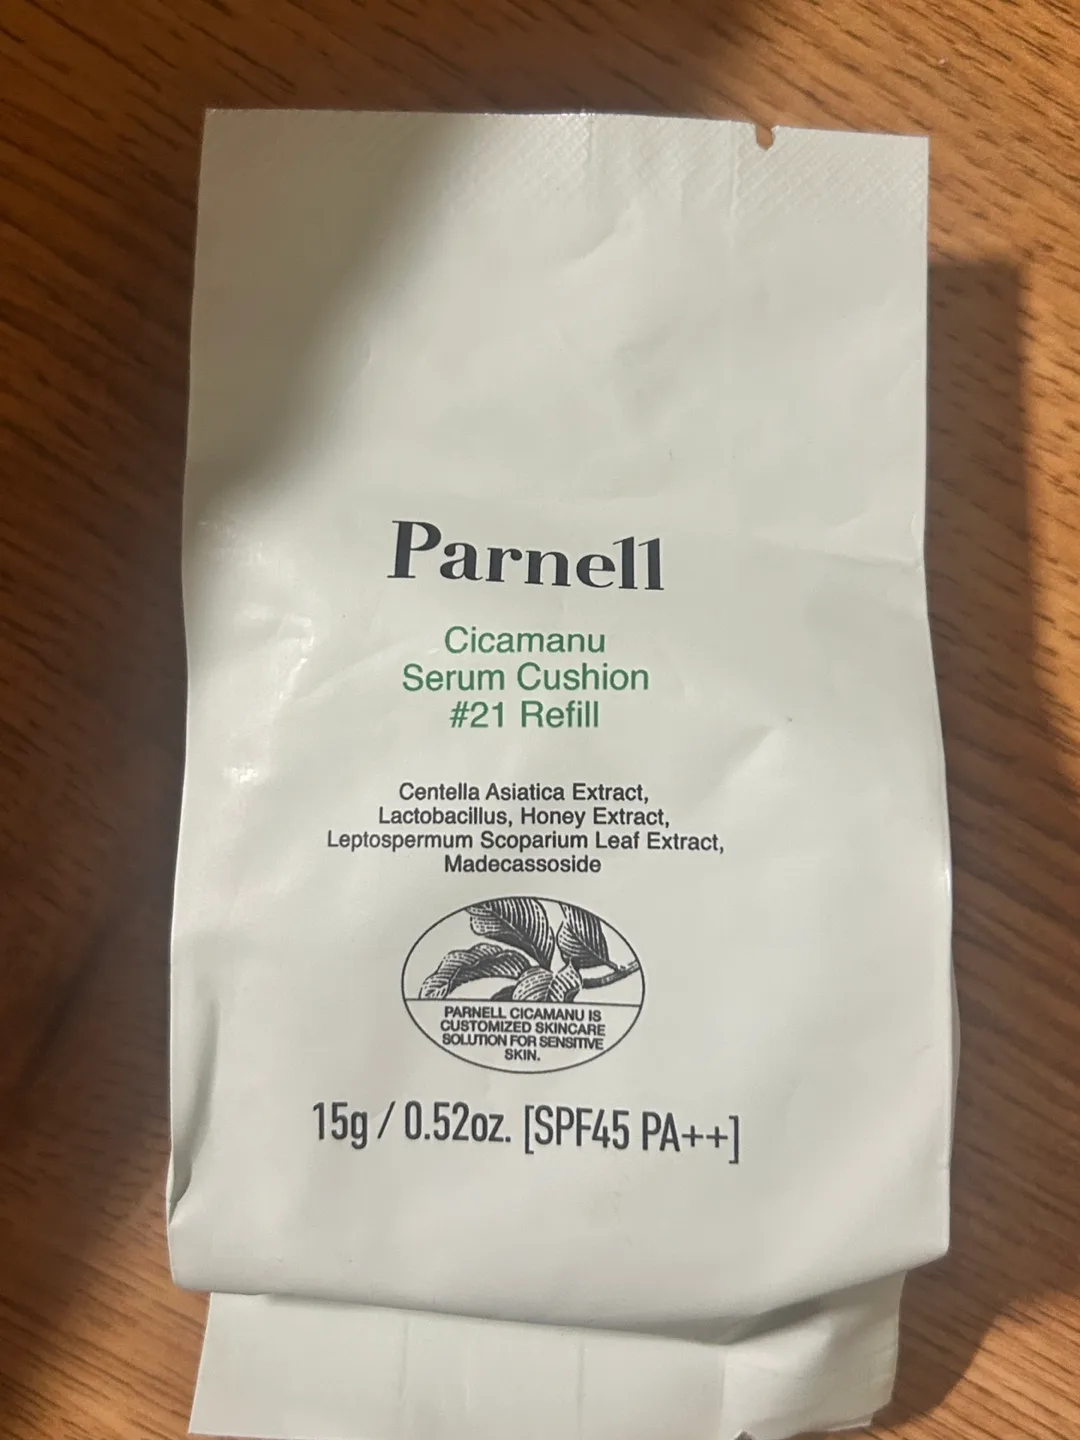 Parnell
Cicamanu
Serum Cushion
#21 Refill
Centella Asiatica Extract,
Lactobacillus, Honey Extract,
Leptospermum Scoparium Leaf Extract,
Madecassoside
PARNELL CICAMANU IS
CUSTOMIZED SKINCARE
SOLUTION FOR SENSITIVE
SKIN.
15g / 0.52oz. [SPF45 PA++]